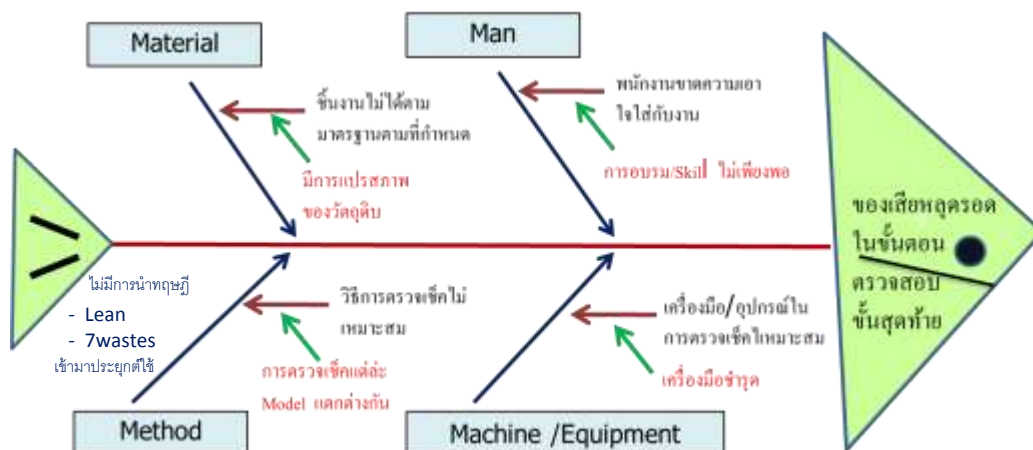 Material
Man
ชิ้นงานไม่ได้ตาม
มาตรฐานตามที่กำหนด
มีการแปรสภาพ
ของวัตถุดิบ
พนักงานขาดความเอา
ใจใส่กับงาน
การอบรม/Skill ไม่เพียงพอ
ของเสียหลุดรอด
ในขั้นตอน
ตรวจสอบ
ขั้นสุดท้าย
ไม่มีการนำทฤษฎี
- Lean
- 7wastes
เข้ามาประยุกต์ใช้
วิธีการตรวจเช็คไม่
เหมาะสม
การตรวจเช็คแต่ล่ะ
Model แตกต่างกัน
เครื่องมือ/อุปกรณ์ใน
การตรวจเช็คไเหมาะสม
เครื่องมือชำรุด
Method
Machine /Equipment